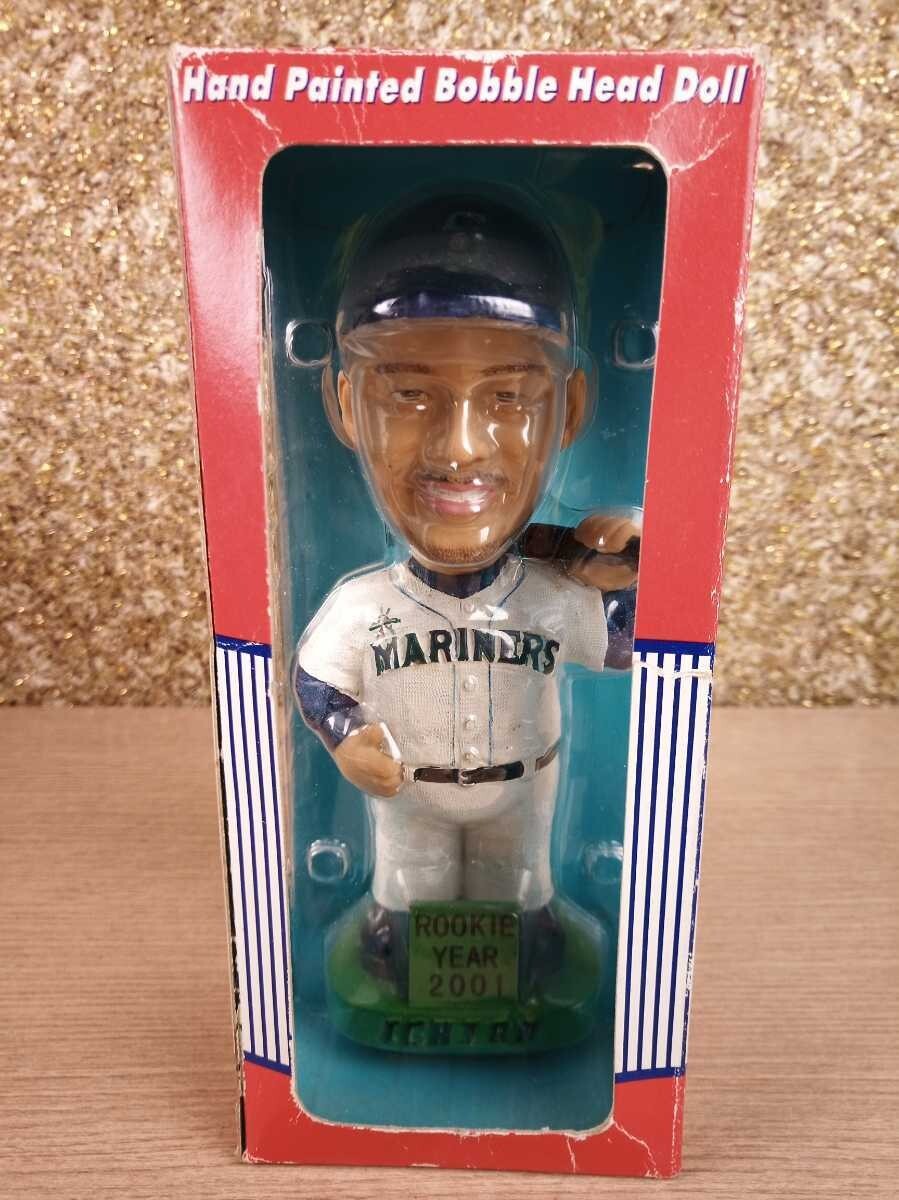 Hand Painted Bobble Head Doll
MARINERS
ROOKIE
YEAR
2001
ICHIRO